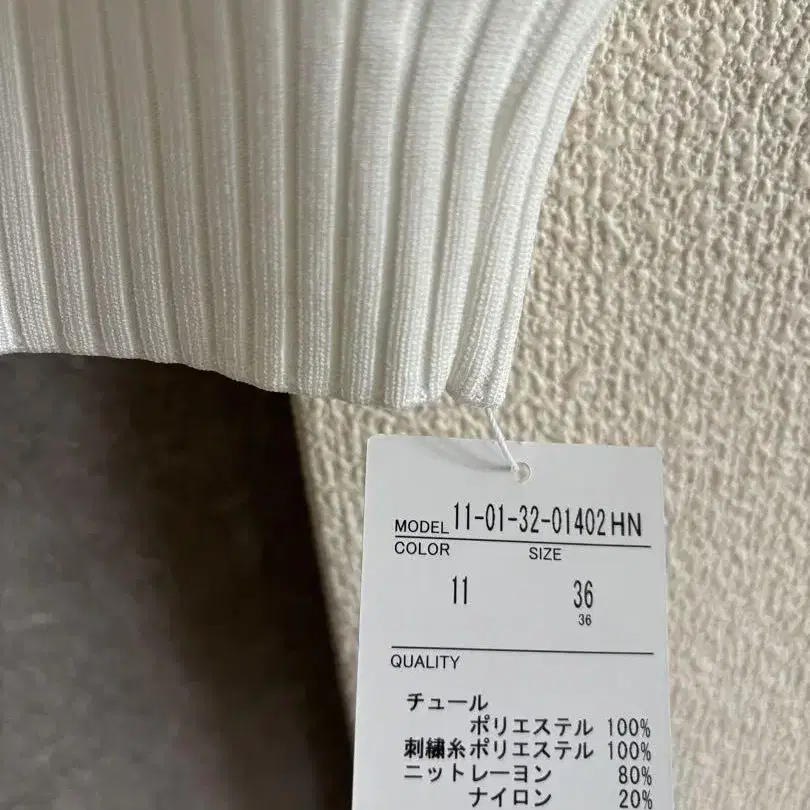 MODEL 11-01-32-01402HN
COLOR SIZE
11 36
36
QUALITY
チュール
ポリエステル 100%
刺繍糸ポリエステル 100%
ニットレーヨン 80%
ナイロン 20%